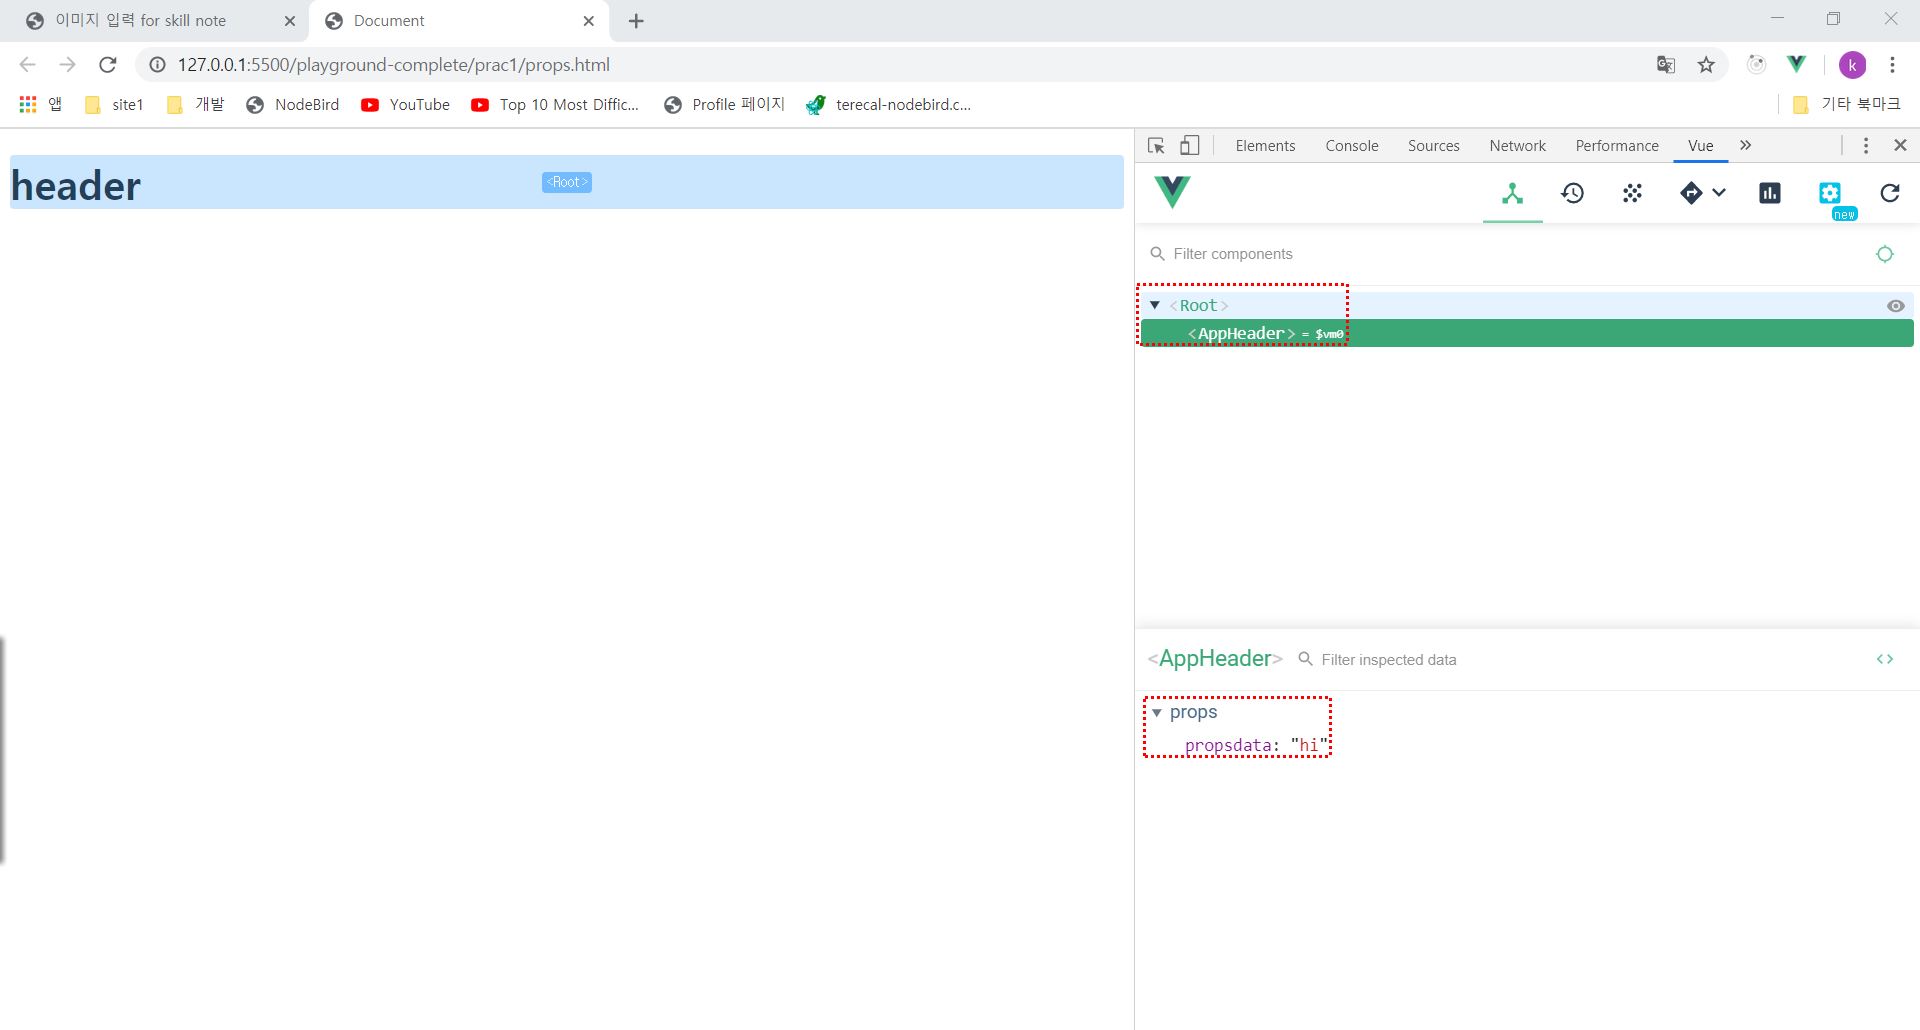 이미지 입력 for skill note
Document
127.0.0.1:5500/playground-complete/prac1/props.html
k
앱 site1 개발 NodeBird YouTube Top 10 Most Diffic... Profile 페이지 terecal-nodebird.c... 기타 북마크
Elements Console Sources Network Performance Vue
header
<Root>
new
Filter components
<Root>
<AppHeader> = $vm0
<AppHeader> Filter inspected data
props
propsdata: "hi"